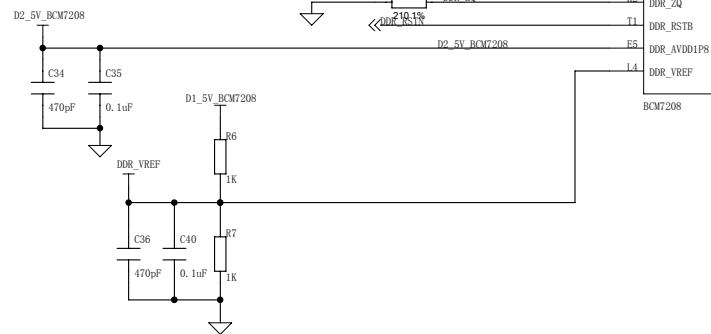 DDR_ZQ
D2_5V_BCM7208
210.1%
DDR_RSTN
T1
DDR_RSTB
D2_5V_BCM7208
E5
DDR_AVDD1P8
L4
DDR_VREF
C34
C35
470pF
0.1uF
D1_5V_BCM7208
BCM7208
R6
DDR_VREF
1K
C36
C40
R7
470pF
0.1uF
1K